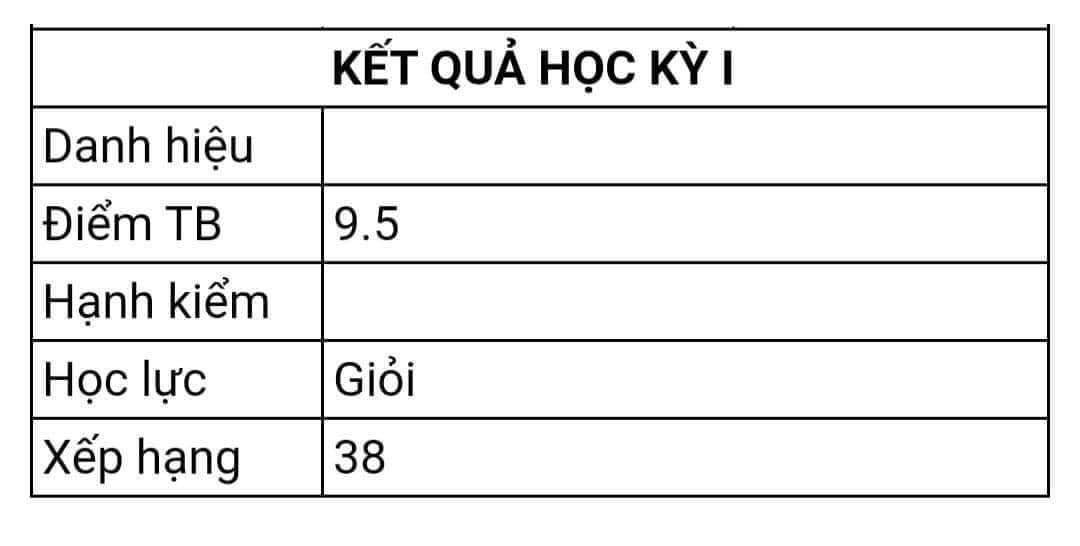 KẾT QUẢ HỌC KỲ I
Danh hiệu
Điểm TB 9.5
Hạnh kiểm
Học lực Giỏi
Xếp hạng 38